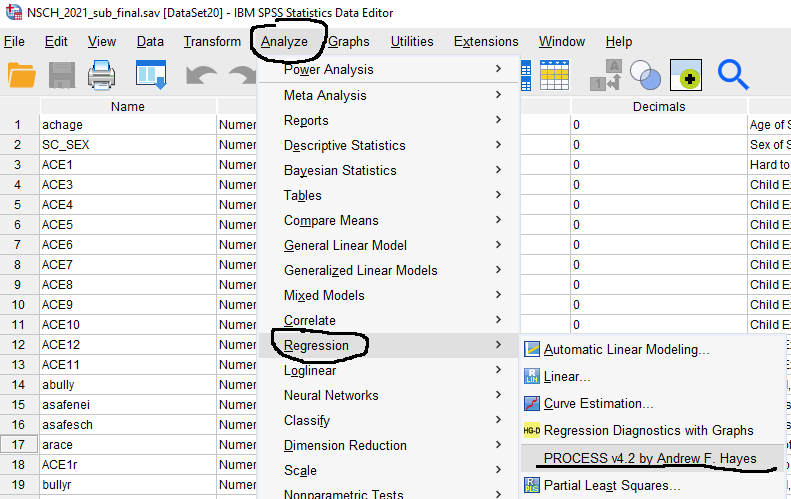 NSCH_2021_sub_final.sav [DataSet20] - IBM SPSS Statistics Data Editor
File Edit View Data Transform Analyze Graphs Utilities Extensions Window Help
Power Analysis
Meta Analysis
Reports
Descriptive Statistics
Bayesian Statistics
Tables
Compare Means
General Linear Model
Generalized Linear Models
Mixed Models
Correlate
Regression
Loglinear
Neural Networks
Classify
Dimension Reduction
Scale
Nonparametric Tests
Automatic Linear Modeling...
R LIN Linear...
Curve Estimation...
HG-D Regression Diagnostics with Graphs
PROCESS v4.2 by Andrew F. Hayes
Partial Least Squares...
Name Decimals
1 achage Numer 0 Age of S
2 SC_SEX Numer 0 Sex of S
3 ACE1 Numer 0 Hard to
4 ACE3 Numer 0 Child E
5 ACE4 Numer 0 Child E
6 ACE5 Numer 0 Child E
7 ACE6 Numer 0 Child E
8 ACE7 Numer 0 Child E
9 ACE8 Numer 0 Child E
10 ACE9 Numer 0 Child E
11 ACE10 Numer 0 Child E
12 ACE12 Numer
13 ACE11 Numer
14 abully Numer
15 asafenei Numer
16 asafesch Numer
17 arace Numer
18 ACE1r Numer
19 bullyr Numer